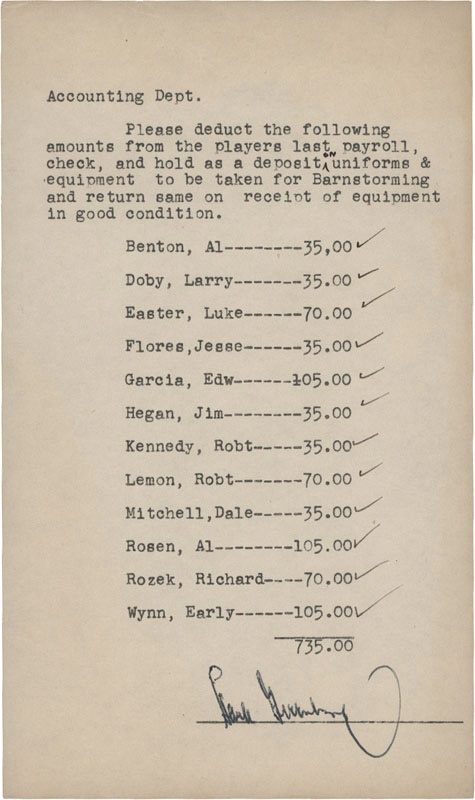 Accounting Dept.
Please deduct the following
amounts from the players last payroll,
check, and hold as a deposit on uniforms &
equipment to be taken for Barnstorming
and return same on receipt of equipment
in good condition.
Benton, Al--------35,00 ✓
Doby, Larry-------35.00 ✓
Easter, Luke------70.00 ✓
Flores,Jesse------35.00 ✓
Garcia, Edw------105.00 ✓
Hegan, Jim--------35.00 ✓
Kennedy, Robt-----35.00 ✓
Lemon, Robt-------70.00 ✓
Mitchell,Dale-----35.00 ✓
Rosen, Al--------105.00 ✓
Rozek, Richard----70.00 ✓
Wynn, Early------105.00 ✓
735.00
Hank Greenberg